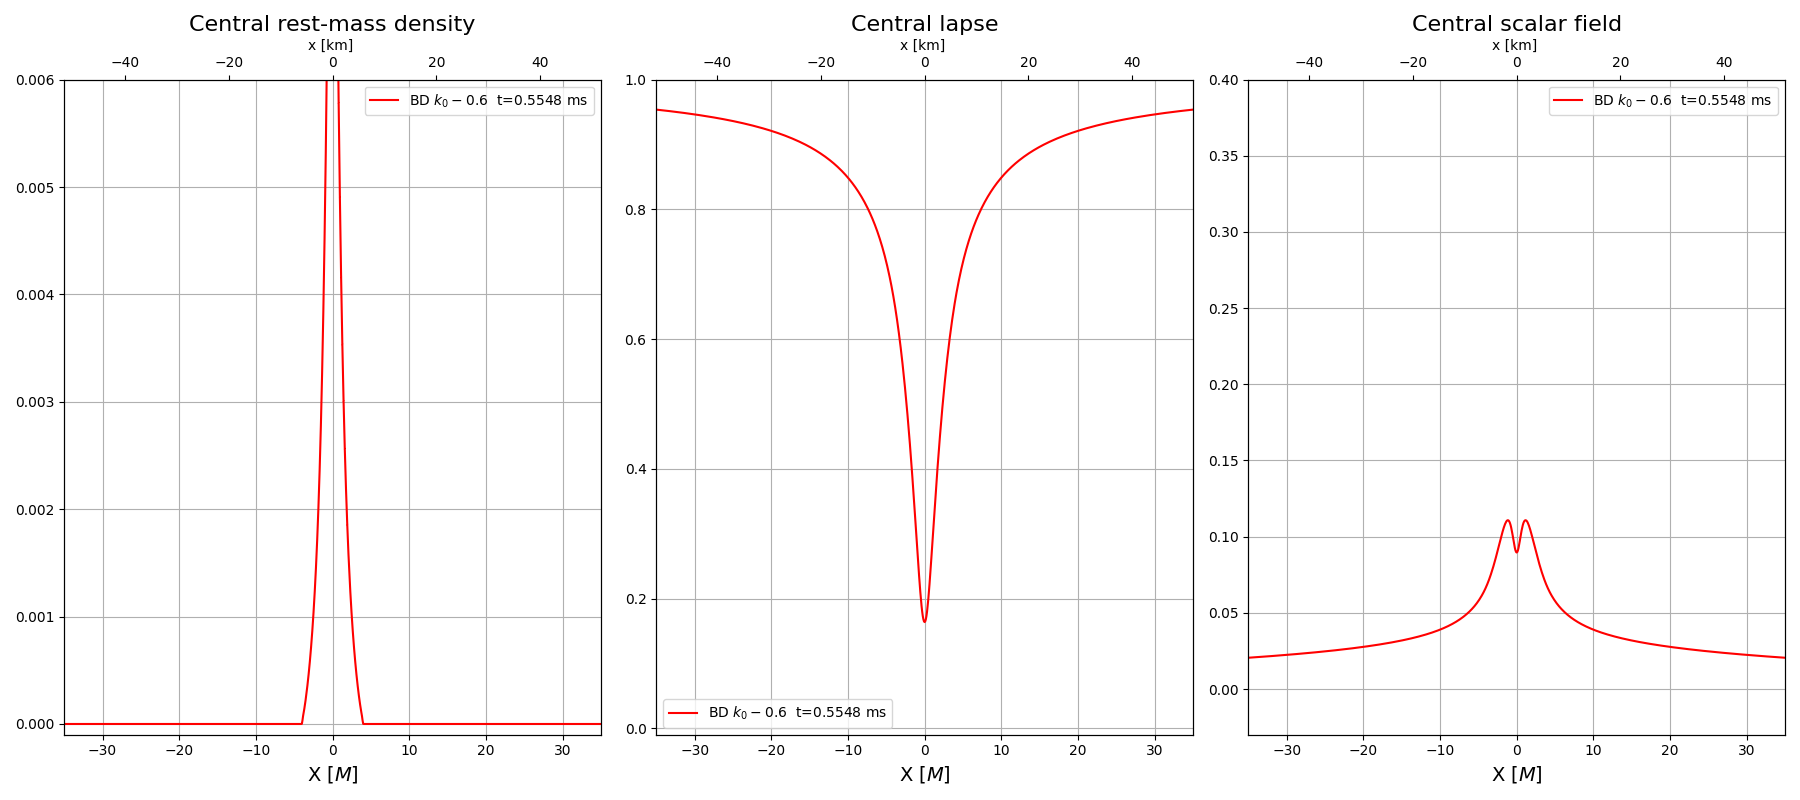 Central rest-mass density
x [km]
−40 −20 0 20 40
0.006
0.005
0.004
0.003
0.002
0.001
0.000
BD k₀ − 0.6 t=0.5548 ms
−30 −20 −10 0 10 20 30
X [M]
Central lapse
x [km]
−40 −20 0 20 40
1.0
0.8
0.6
0.4
0.2
0.0
BD k₀ − 0.6 t=0.5548 ms
−30 −20 −10 0 10 20 30
X [M]
Central scalar field
x [km]
−40 −20 0 20 40
0.40
0.35
0.30
0.25
0.20
0.15
0.10
0.05
0.00
BD k₀ − 0.6 t=0.5548 ms
−30 −20 −10 0 10 20 30
X [M]